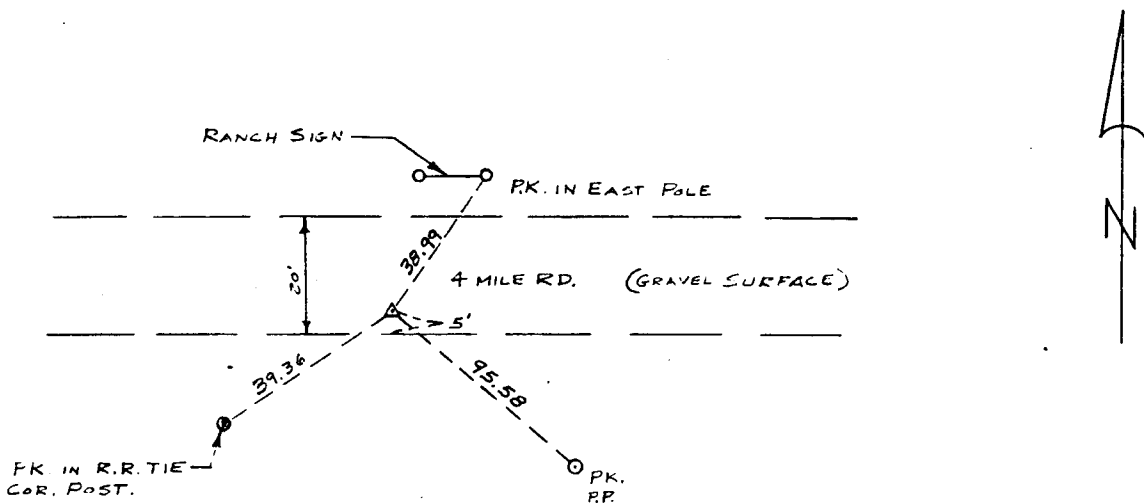 RANCH SIGN
P.K. IN EAST POLE
20'
38.99
4 MILE RD. (GRAVEL SURFACE)
5'
N
39.36
95.58
PK. IN R.R. TIE
COR. POST.
PK.
P.P.